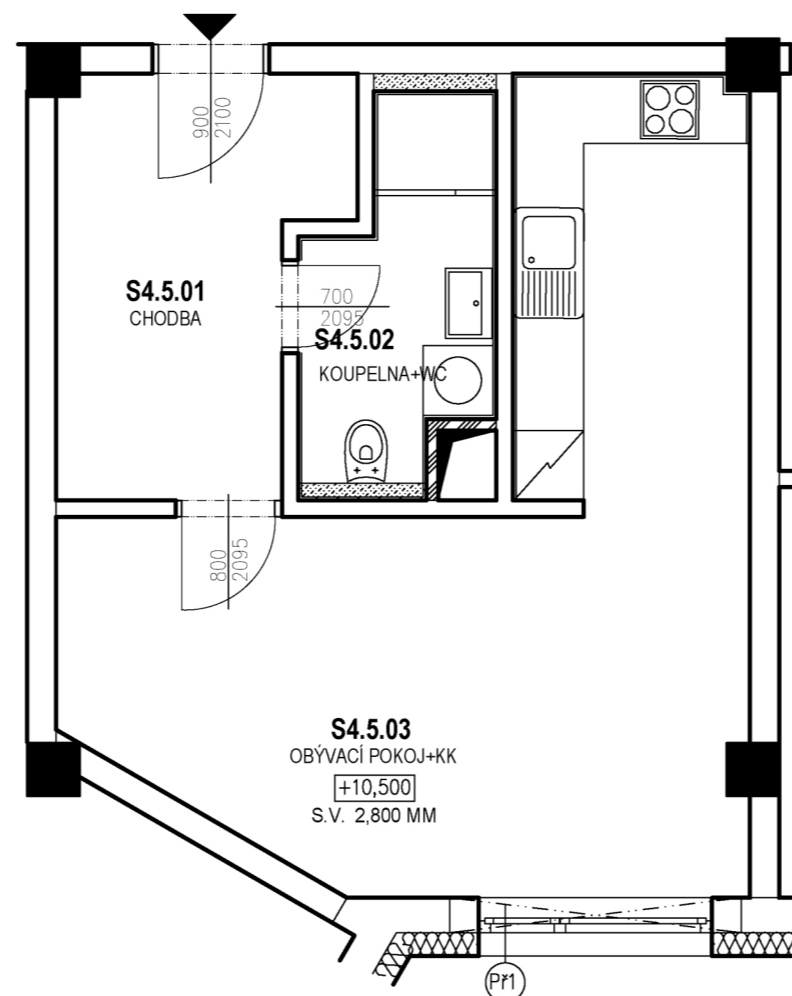 900
2100
S4.5.01
CHODBA
700
2095
S4.5.02
KOUPELNA+WC
800
2095
S4.5.03
OBÝVACÍ POKOJ+KK
+10,500
S.V. 2,800 MM
Př1